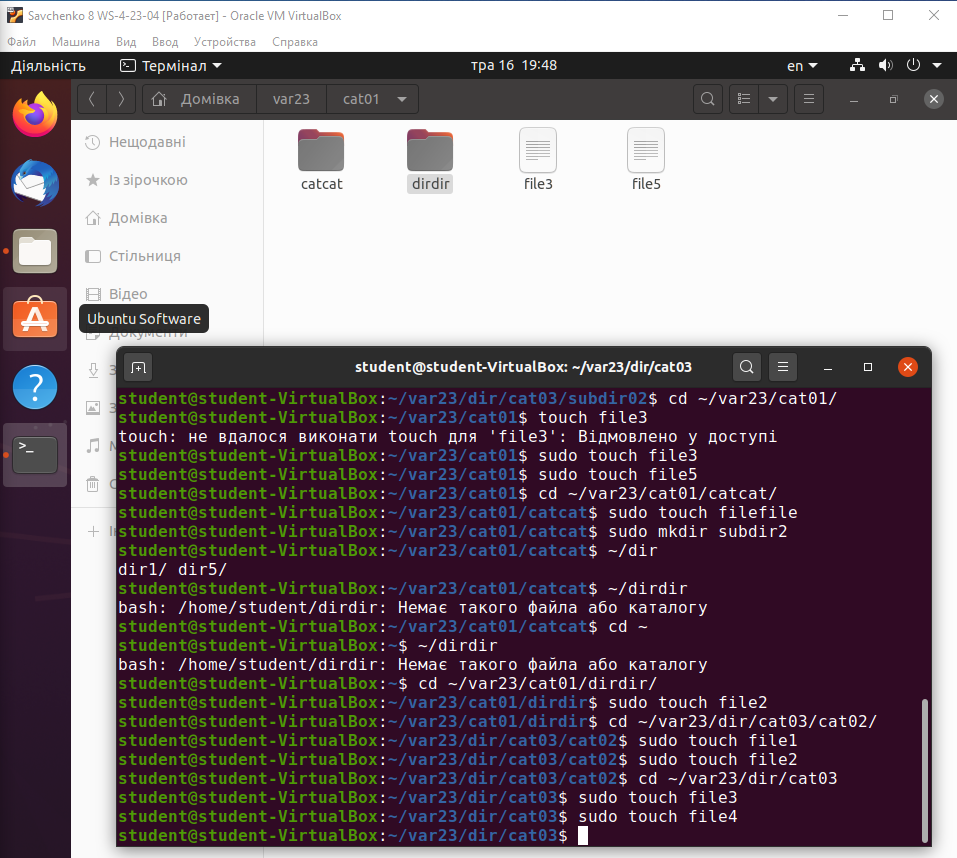 Savchenko 8 WS-4-23-04 [Работает] - Oracle VM VirtualBox
Файл Машина Вид Ввод Устройства Справка
Діяльність Термінал тра 16 19:48 en
Домівка var23 cat01
Нещодавні
Із зірочкою
Домівка
Стільниця
Відео
Ubuntu Software
catcat dirdir file3 file5
student@student-VirtualBox: ~/var23/dir/cat03
student@student-VirtualBox:~/var23/dir/cat03/subdir02$ cd ~/var23/cat01/
student@student-VirtualBox:~/var23/cat01$ touch file3
touch: не вдалося виконати touch для 'file3': Відмовлено у доступі
student@student-VirtualBox:~/var23/cat01$ sudo touch file3
student@student-VirtualBox:~/var23/cat01$ sudo touch file5
student@student-VirtualBox:~/var23/cat01$ cd ~/var23/cat01/catcat/
student@student-VirtualBox:~/var23/cat01/catcat$ sudo touch filefile
student@student-VirtualBox:~/var23/cat01/catcat$ sudo mkdir subdir2
student@student-VirtualBox:~/var23/cat01/catcat$ ~/dir
dir1/ dir5/
student@student-VirtualBox:~/var23/cat01/catcat$ ~/dirdir
bash: /home/student/dirdir: Немає такого файла або каталогу
student@student-VirtualBox:~/var23/cat01/catcat$ cd ~
student@student-VirtualBox:~$ ~/dirdir
bash: /home/student/dirdir: Немає такого файла або каталогу
student@student-VirtualBox:~$ cd ~/var23/cat01/dirdir/
student@student-VirtualBox:~/var23/cat01/dirdir$ sudo touch file2
student@student-VirtualBox:~/var23/cat01/dirdir$ cd ~/var23/dir/cat03/cat02/
student@student-VirtualBox:~/var23/dir/cat03/cat02$ sudo touch file1
student@student-VirtualBox:~/var23/dir/cat03/cat02$ sudo touch file2
student@student-VirtualBox:~/var23/dir/cat03/cat02$ cd ~/var23/dir/cat03
student@student-VirtualBox:~/var23/dir/cat03$ sudo touch file3
student@student-VirtualBox:~/var23/dir/cat03$ sudo touch file4
student@student-VirtualBox:~/var23/dir/cat03$